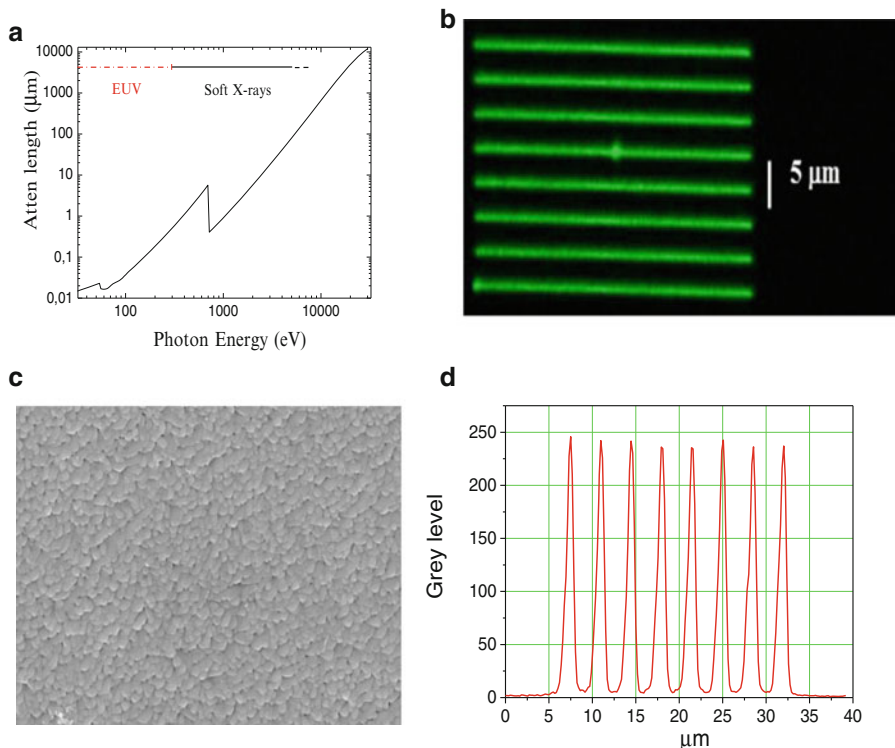 a
10000
1000
100
10
1
0,1
0,01
Atten length (μm)
EUV
Soft X-rays
100
1000
10000
Photon Energy (eV)
b
5 μm
c
d
250
200
150
100
50
0
Grey level
0
5
10
15
20
25
30
35
40
μm